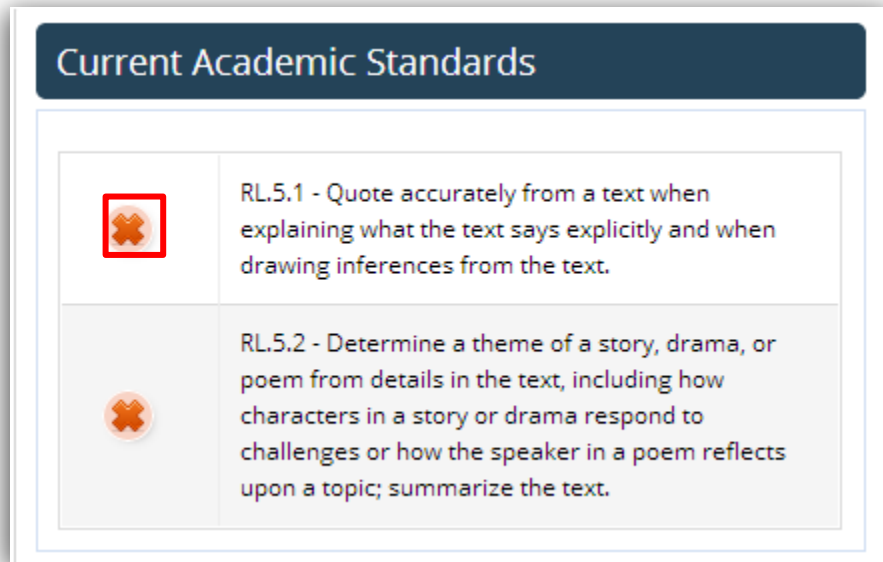 Current Academic Standards
RL.5.1 - Quote accurately from a text when
explaining what the text says explicitly and when
drawing inferences from the text.
RL.5.2 - Determine a theme of a story, drama, or
poem from details in the text, including how
characters in a story or drama respond to
challenges or how the speaker in a poem reflects
upon a topic; summarize the text.